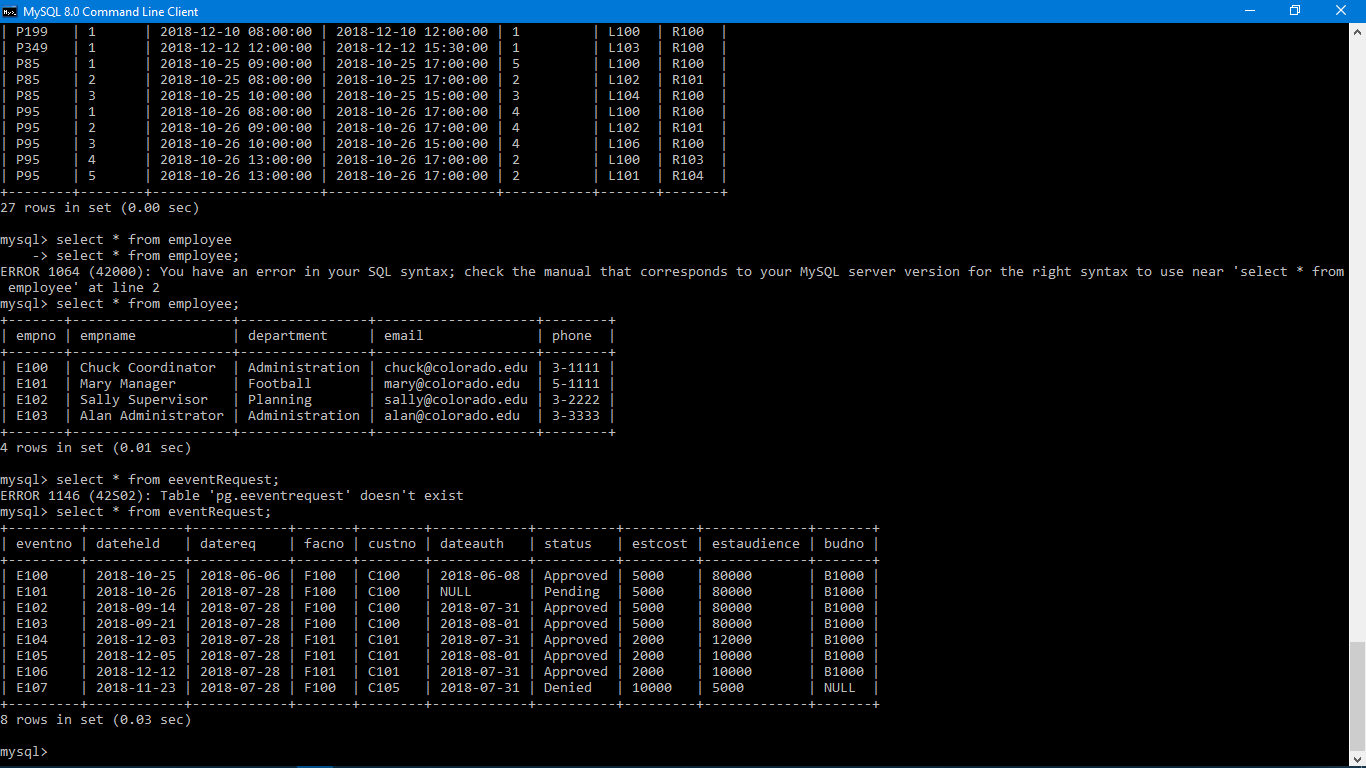 MySQL 8.0 Command Line Client
| P199   | 1      | 2018-12-10 08:00:00 | 2018-12-10 12:00:00 | 1         | L100  | R100  |
| P349   | 1      | 2018-12-12 12:00:00 | 2018-12-12 15:30:00 | 1         | L103  | R100  |
| P85    | 1      | 2018-10-25 09:00:00 | 2018-10-25 17:00:00 | 5         | L100  | R100  |
| P85    | 2      | 2018-10-25 08:00:00 | 2018-10-25 17:00:00 | 2         | L102  | R101  |
| P85    | 3      | 2018-10-25 10:00:00 | 2018-10-25 15:00:00 | 3         | L104  | R100  |
| P95    | 1      | 2018-10-26 08:00:00 | 2018-10-26 17:00:00 | 4         | L100  | R100  |
| P95    | 2      | 2018-10-26 09:00:00 | 2018-10-26 17:00:00 | 4         | L102  | R101  |
| P95    | 3      | 2018-10-26 10:00:00 | 2018-10-26 15:00:00 | 4         | L106  | R100  |
| P95    | 4      | 2018-10-26 13:00:00 | 2018-10-26 17:00:00 | 2         | L100  | R103  |
| P95    | 5      | 2018-10-26 13:00:00 | 2018-10-26 17:00:00 | 2         | L101  | R104  |
+--------+--------+---------------------+---------------------+-----------+-------+-------+
27 rows in set (0.00 sec)
mysql> select * from employee
    -> select * from employee;
ERROR 1064 (42000): You have an error in your SQL syntax; check the manual that corresponds to your MySQL server version for the right syntax to use near 'select * from
 employee' at line 2
mysql> select * from employee;
+-------+--------------------+----------------+--------------------+--------+
| empno | empname            | department     | email              | phone  |
+-------+--------------------+----------------+--------------------+--------+
| E100  | Chuck Coordinator  | Administration | chuck@colorado.edu | 3-1111 |
| E101  | Mary Manager       | Football       | mary@colorado.edu  | 5-1111 |
| E102  | Sally Supervisor   | Planning       | sally@colorado.edu | 3-2222 |
| E103  | Alan Administrator | Administration | alan@colorado.edu  | 3-3333 |
+-------+--------------------+----------------+--------------------+--------+
4 rows in set (0.01 sec)
mysql> select * from eeventRequest;
ERROR 1146 (42S02): Table 'pg.eeventrequest' doesn't exist
mysql> select * from eventRequest;
+---------+------------+------------+-------+--------+------------+----------+---------+-------------+-------+
| eventno | dateheld   | datereq    | facno | custno | dateauth   | status   | estcost | estaudience | budno |
+---------+------------+------------+-------+--------+------------+----------+---------+-------------+-------+
| E100    | 2018-10-25 | 2018-06-06 | F100  | C100   | 2018-06-08 | Approved | 5000    | 80000       | B1000 |
| E101    | 2018-10-26 | 2018-07-28 | F100  | C100   | NULL       | Pending  | 5000    | 80000       | B1000 |
| E102    | 2018-09-14 | 2018-07-28 | F100  | C100   | 2018-07-31 | Approved | 5000    | 80000       | B1000 |
| E103    | 2018-09-21 | 2018-07-28 | F100  | C100   | 2018-08-01 | Approved | 5000    | 80000       | B1000 |
| E104    | 2018-12-03 | 2018-07-28 | F101  | C101   | 2018-07-31 | Approved | 2000    | 12000       | B1000 |
| E105    | 2018-12-05 | 2018-07-28 | F101  | C101   | 2018-08-01 | Approved | 2000    | 10000       | B1000 |
| E106    | 2018-12-12 | 2018-07-28 | F101  | C101   | 2018-07-31 | Approved | 2000    | 10000       | B1000 |
| E107    | 2018-11-23 | 2018-07-28 | F100  | C105   | 2018-07-31 | Denied   | 10000   | 5000        | NULL  |
+---------+------------+------------+-------+--------+------------+----------+---------+-------------+-------+
8 rows in set (0.03 sec)
mysql>